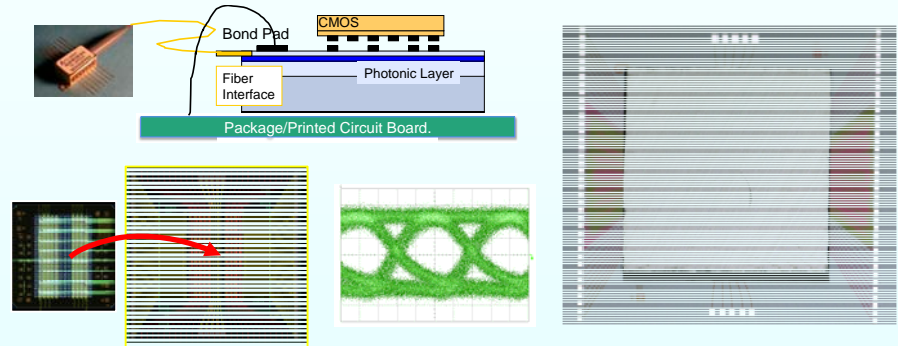 CMOS
Bond Pad
Photonic Layer
Fiber
Interface
Package/Printed Circuit Board.